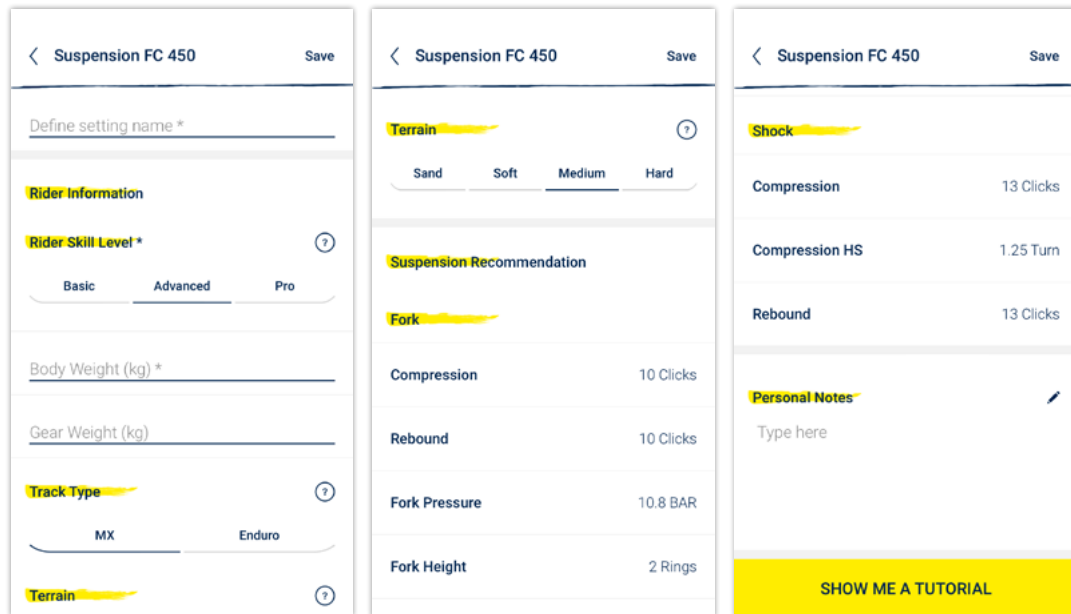 Suspension FC 450 Save
Define setting name *
Rider Information
Rider Skill Level * ?
Basic Advanced Pro
Body Weight (kg) *
Gear Weight (kg)
Track Type ?
MX Enduro
Terrain ?
Suspension FC 450 Save
Terrain ?
Sand Soft Medium Hard
Suspension Recommendation
Fork
Compression 10 Clicks
Rebound 10 Clicks
Fork Pressure 10.8 BAR
Fork Height 2 Rings
Suspension FC 450 Save
Shock
Compression 13 Clicks
Compression HS 1.25 Turn
Rebound 13 Clicks
Personal Notes
Type here
SHOW ME A TUTORIAL